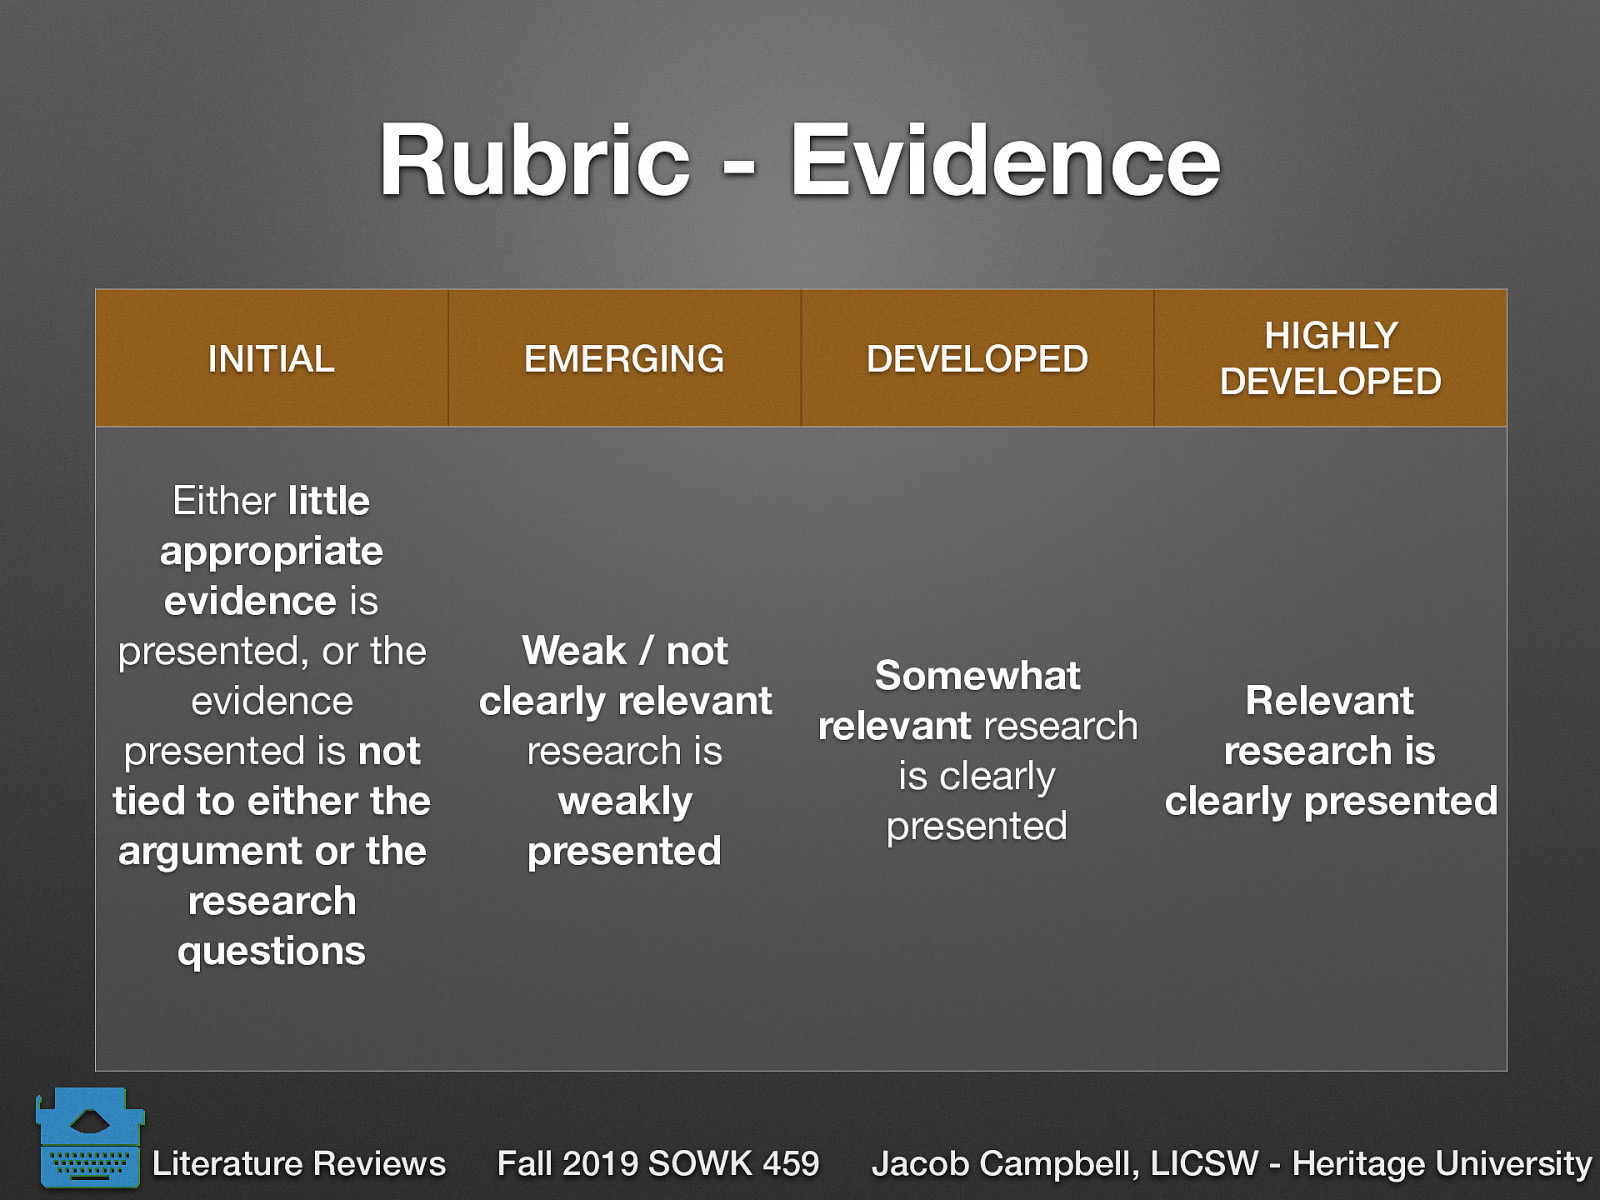 Rubric - Evidence
INITIAL
EMERGING
DEVELOPED
HIGHLY
DEVELOPED
Either little
appropriate
evidence is
presented, or the
evidence
presented is not
tied to either the
argument or the
research
questions
Weak / not
clearly relevant
research is
weakly
presented
Somewhat
relevant research
is clearly
presented
Relevant
research is
clearly presented
Literature Reviews Fall 2019 SOWK 459 Jacob Campbell, LICSW - Heritage University